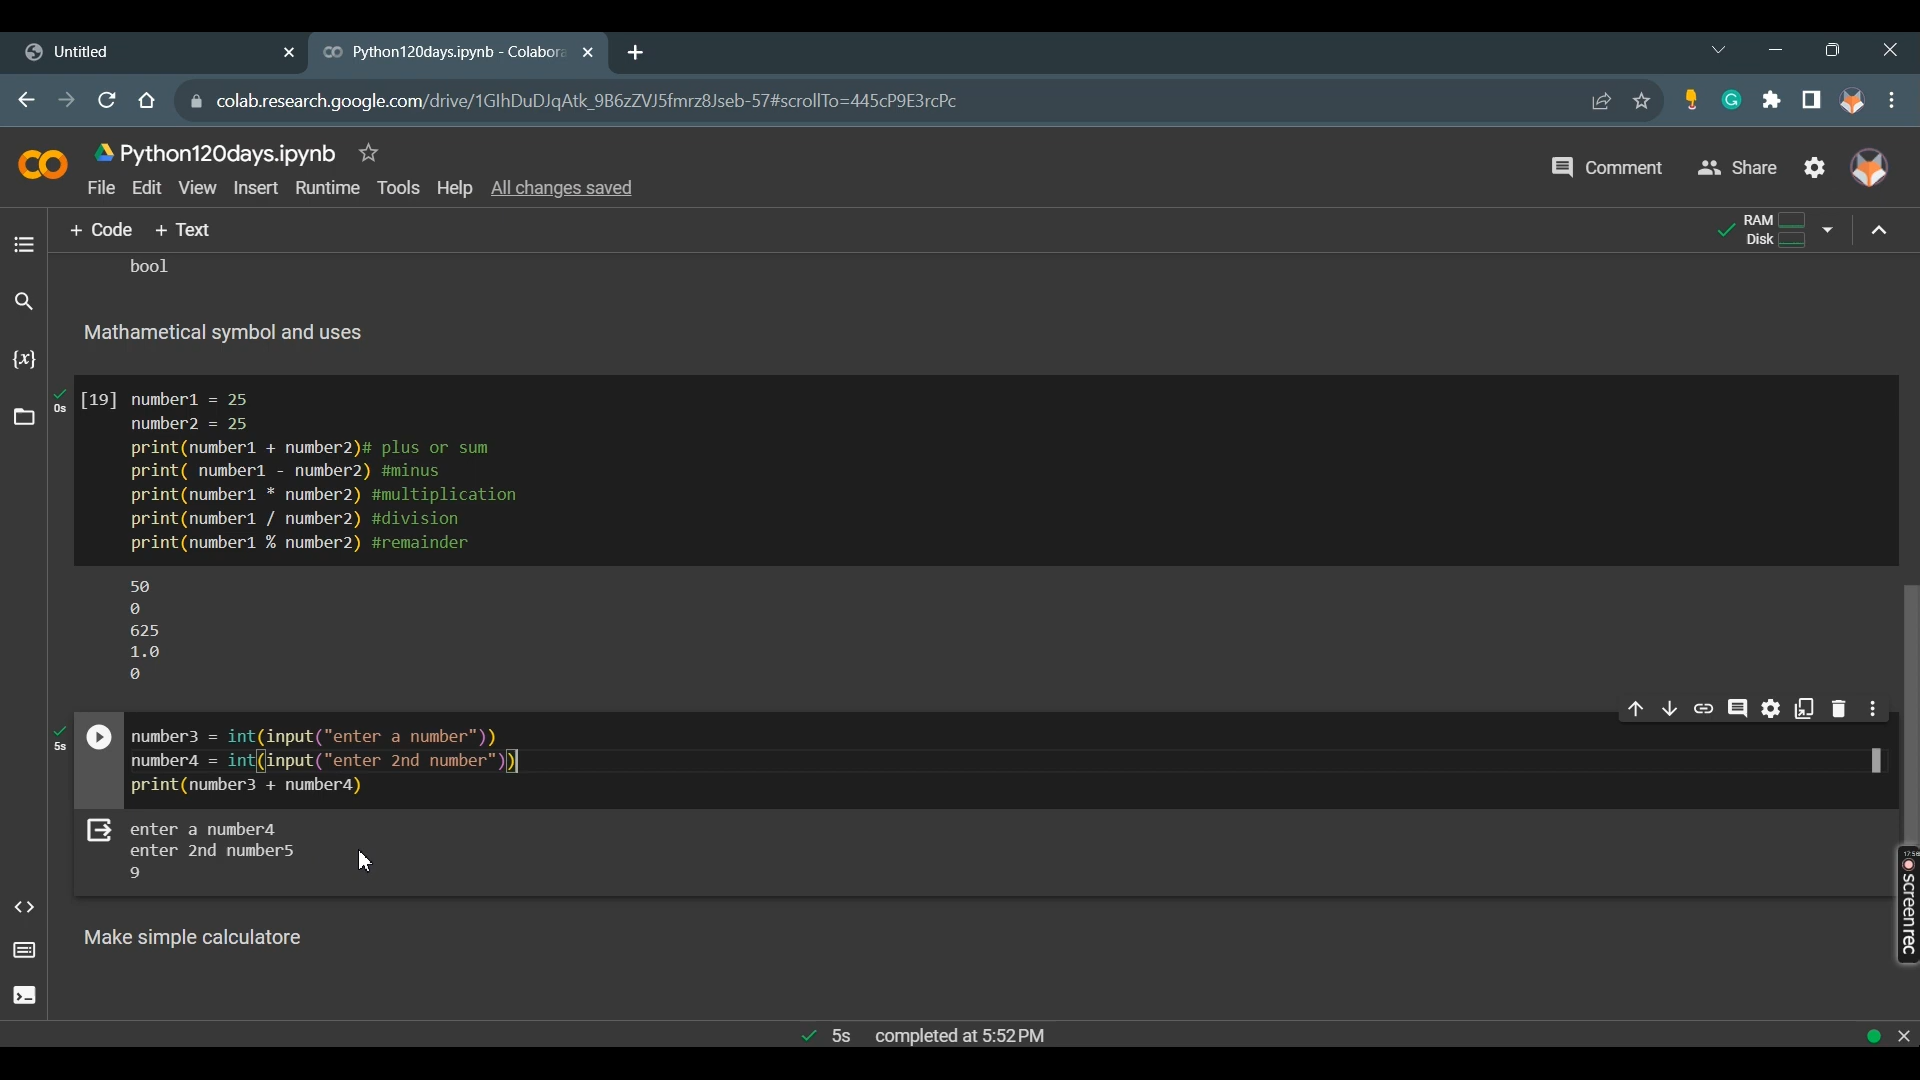 Untitled
Python120days.ipynb - Colabora
colab.research.google.com/drive/1GlhDuDJqAtk_9B6zZVJ5fmrz8Jseb-57#scrollTo=445cP9E3rcPc
Python120days.ipynb
Comment Share
File Edit View Insert Runtime Tools Help All changes saved
+ Code + Text
RAM
Disk
bool
{x}
Mathametical symbol and uses
0s
[19] number1 = 25
number2 = 25
print(number1 + number2)# plus or sum
print( number1 - number2) #minus
print(number1 * number2) #multiplication
print(number1 / number2) #division
print(number1 % number2) #remainder
50
0
625
1.0
0
5s
number3 = int(input("enter a number"))
number4 = int(input("enter 2nd number"))
print(number3 + number4)
enter a number4
enter 2nd number5
9
17:58
screenrec
Make simple calculatore
5s completed at 5:52 PM